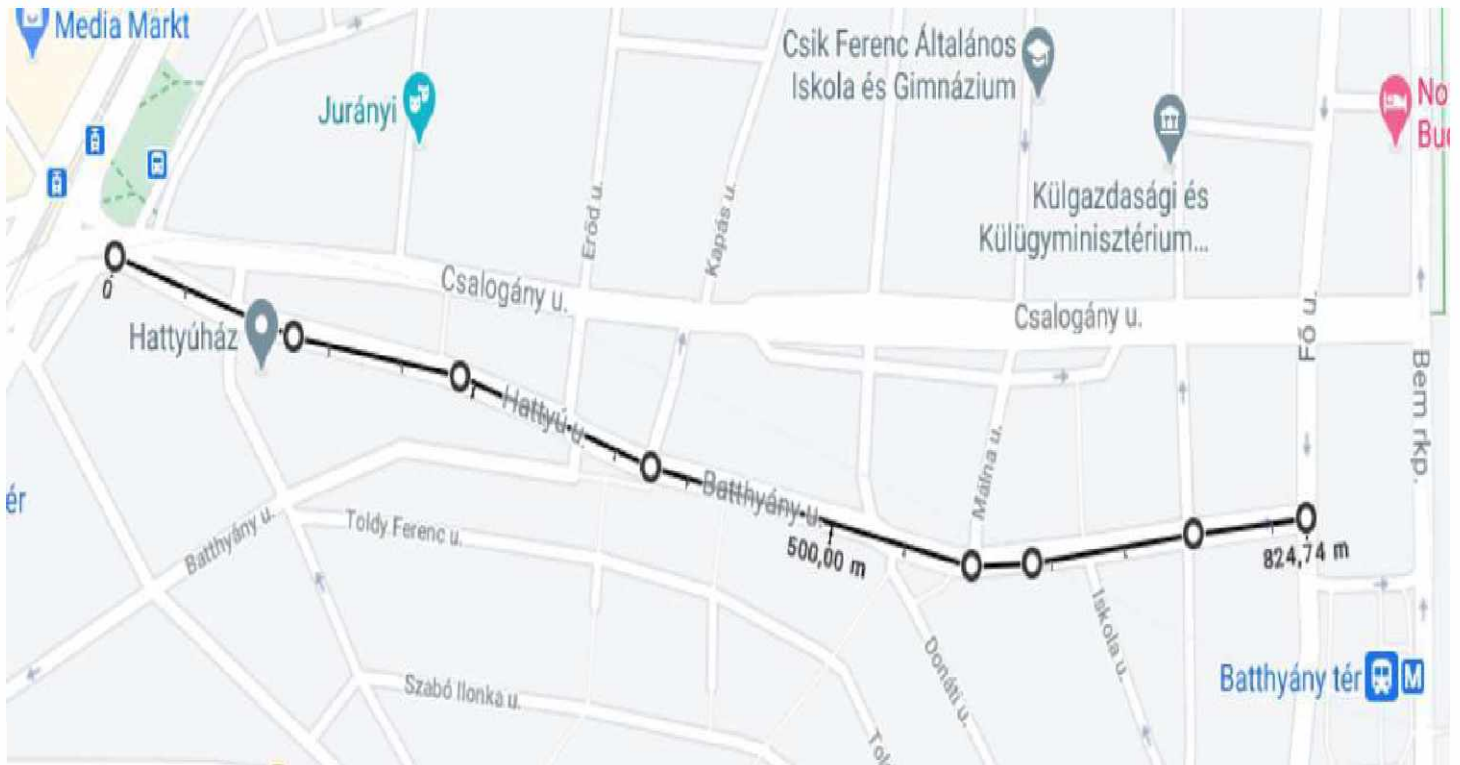 Media Markt
Csik Ferenc Általános
Iskola és Gimnázium
Jurányi
No
Bud
Külgazdasági és
Külügyminisztérium...
Erőd u.
Kapás u.
Csalogány u.
Csalogány u.
Fő u.
Bem rkp.
0
Hattyúház
Hattyú u.
Málna u.
Batthyány u.
500,00 m
824,74 m
ér
Batthyány u.
Toldy Ferenc u.
Iskola u.
Donáti u.
Szabó Ilonka u.
Batthyány tér
M
Tol